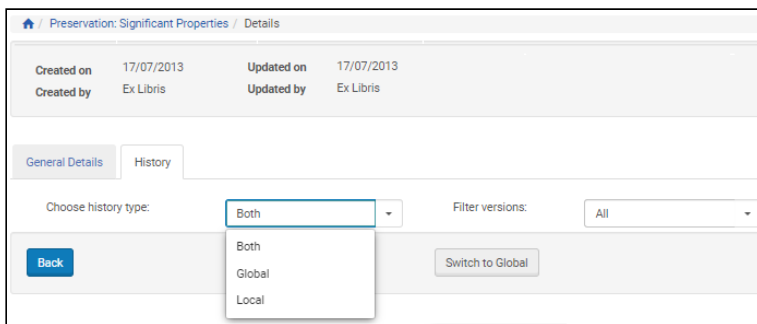 / Preservation: Significant Properties / Details
Created on 17/07/2013 Updated on 17/07/2013
Created by Ex Libris Updated by Ex Libris
General Details History
Choose history type: Both Filter versions: All
Both
Back Switch to Global
Global
Local